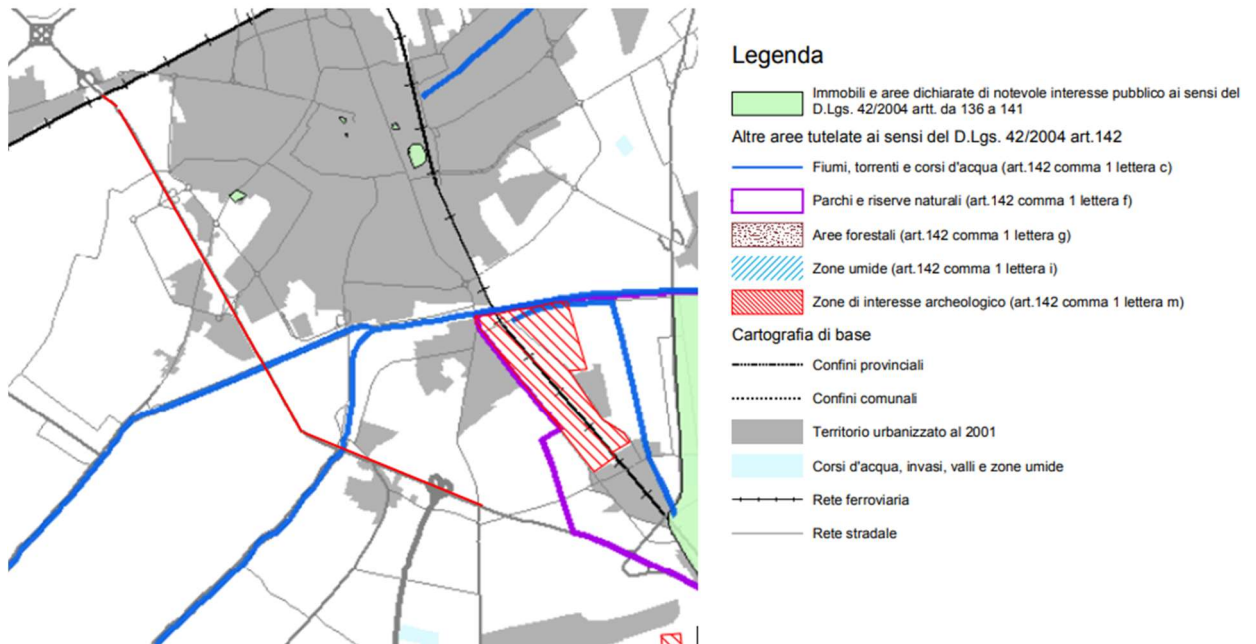 Legenda
Immobili e aree dichiarate di notevole interesse pubblico ai sensi del
D.Lgs. 42/2004 artt. da 136 a 141
Altre aree tutelate ai sensi del D.Lgs. 42/2004 art.142
Fiumi, torrenti e corsi d'acqua (art.142 comma 1 lettera c)
Parchi e riserve naturali (art.142 comma 1 lettera f)
Aree forestali (art.142 comma 1 lettera g)
Zone umide (art.142 comma 1 lettera i)
Zone di interesse archeologico (art.142 comma 1 lettera m)
Cartografia di base
Confini provinciali
Confini comunali
Territorio urbanizzato al 2001
Corsi d'acqua, invasi, valli e zone umide
Rete ferroviaria
Rete stradale